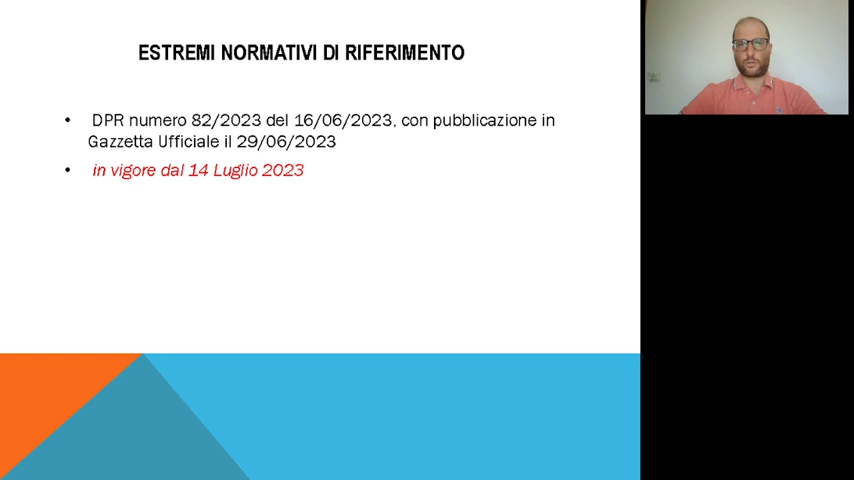 ESTREMI NORMATIVI DI RIFERIMENTO
• DPR numero 82/2023 del 16/06/2023, con pubblicazione in
Gazzetta Ufficiale il 29/06/2023
• in vigore dal 14 Luglio 2023